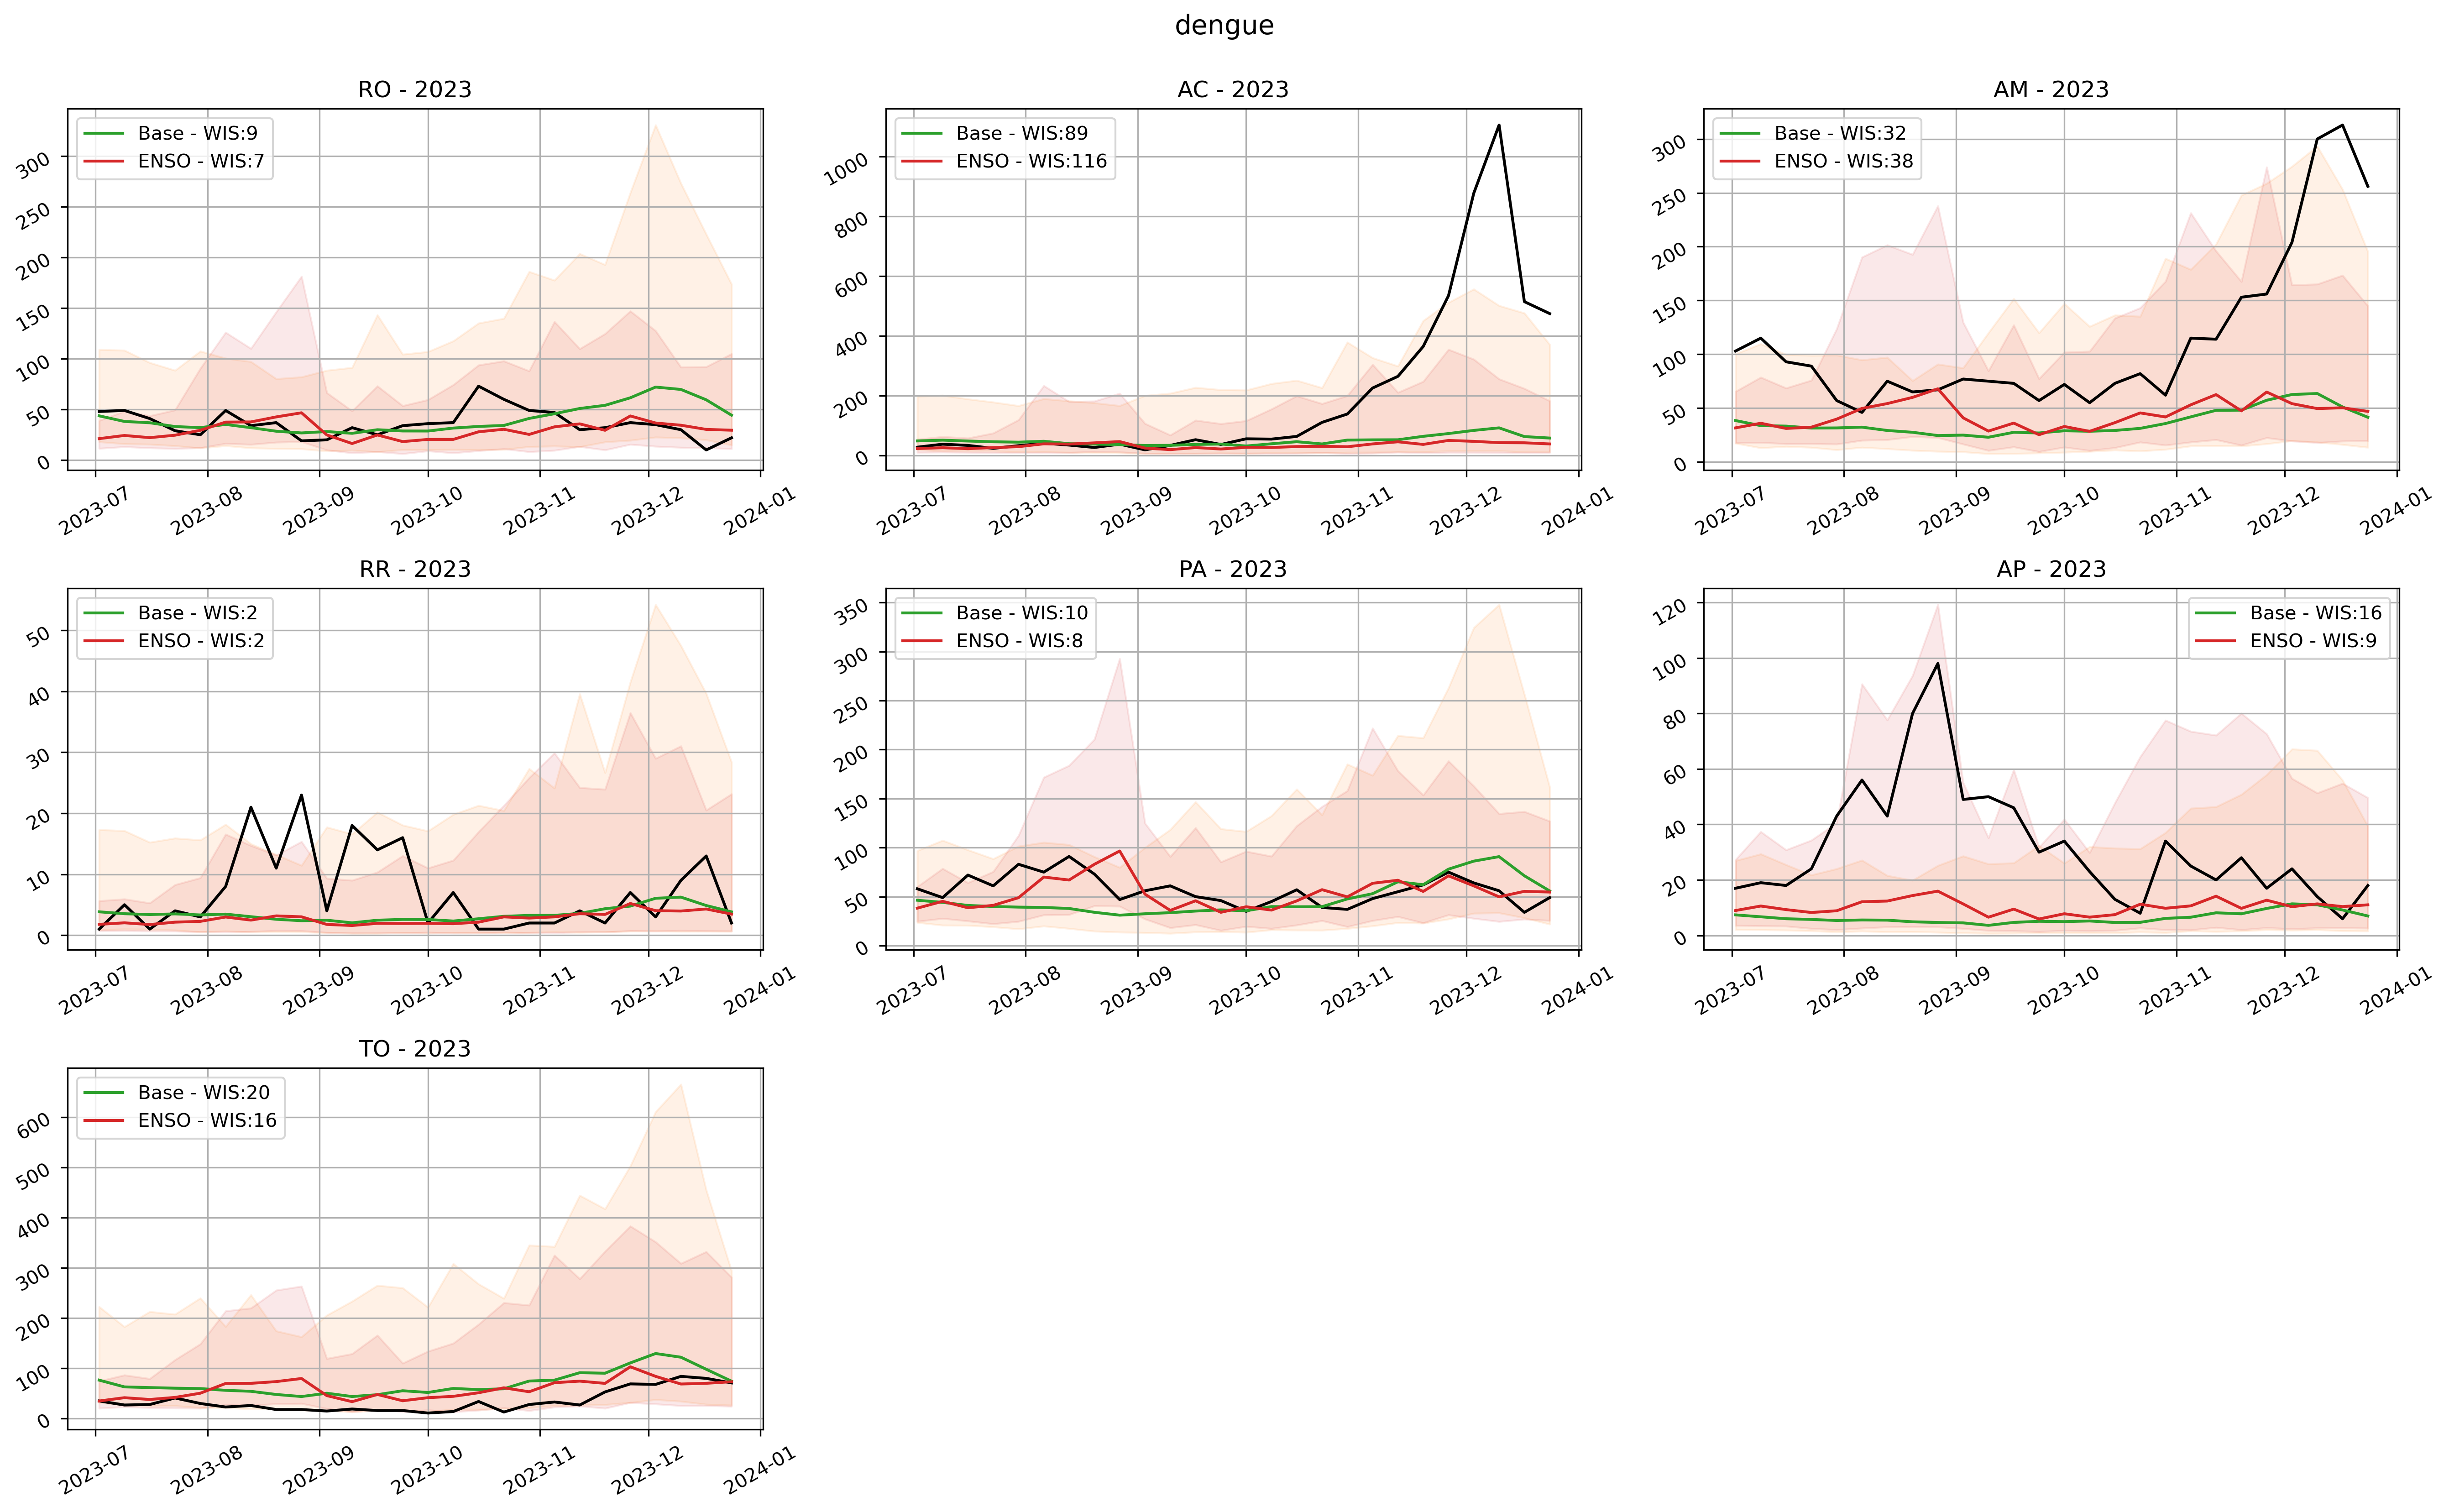 dengue
RO - 2023
Base - WIS:9
ENSO - WIS:7
300
250
200
150
100
50
0
2023-07 2023-08 2023-09 2023-10 2023-11 2023-12 2024-01
AC - 2023
Base - WIS:89
ENSO - WIS:116
1000
800
600
400
200
0
2023-07 2023-08 2023-09 2023-10 2023-11 2023-12 2024-01
AM - 2023
Base - WIS:32
ENSO - WIS:38
300
250
200
150
100
50
0
2023-07 2023-08 2023-09 2023-10 2023-11 2023-12 2024-01
RR - 2023
Base - WIS:2
ENSO - WIS:2
50
40
30
20
10
0
2023-07 2023-08 2023-09 2023-10 2023-11 2023-12 2024-01
PA - 2023
Base - WIS:10
ENSO - WIS:8
350
300
250
200
150
100
50
0
2023-07 2023-08 2023-09 2023-10 2023-11 2023-12 2024-01
AP - 2023
Base - WIS:16
ENSO - WIS:9
120
100
80
60
40
20
0
2023-07 2023-08 2023-09 2023-10 2023-11 2023-12 2024-01
TO - 2023
Base - WIS:20
ENSO - WIS:16
600
500
400
300
200
100
0
2023-07 2023-08 2023-09 2023-10 2023-11 2023-12 2024-01